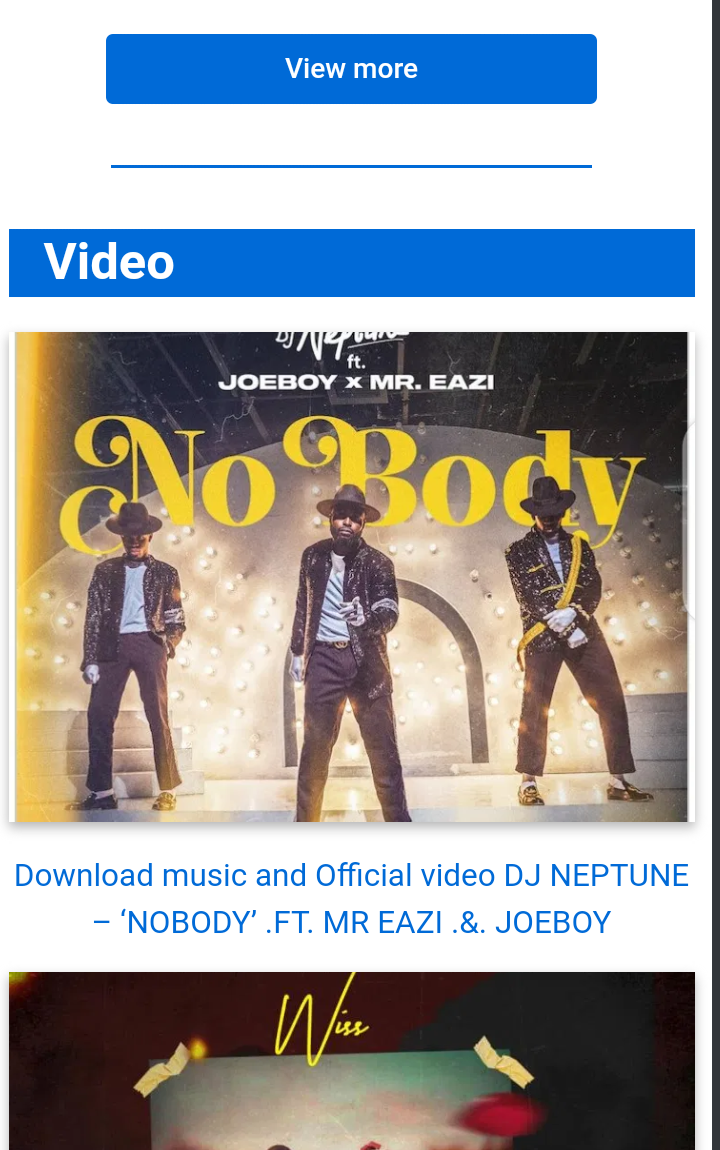 View more
Video
DJ Neptune
ft.
JOEBOY x MR. EAZI
No Body
Download music and Official video DJ NEPTUNE
– ‘NOBODY’ .FT. MR EAZI .&. JOEBOY
Wiss